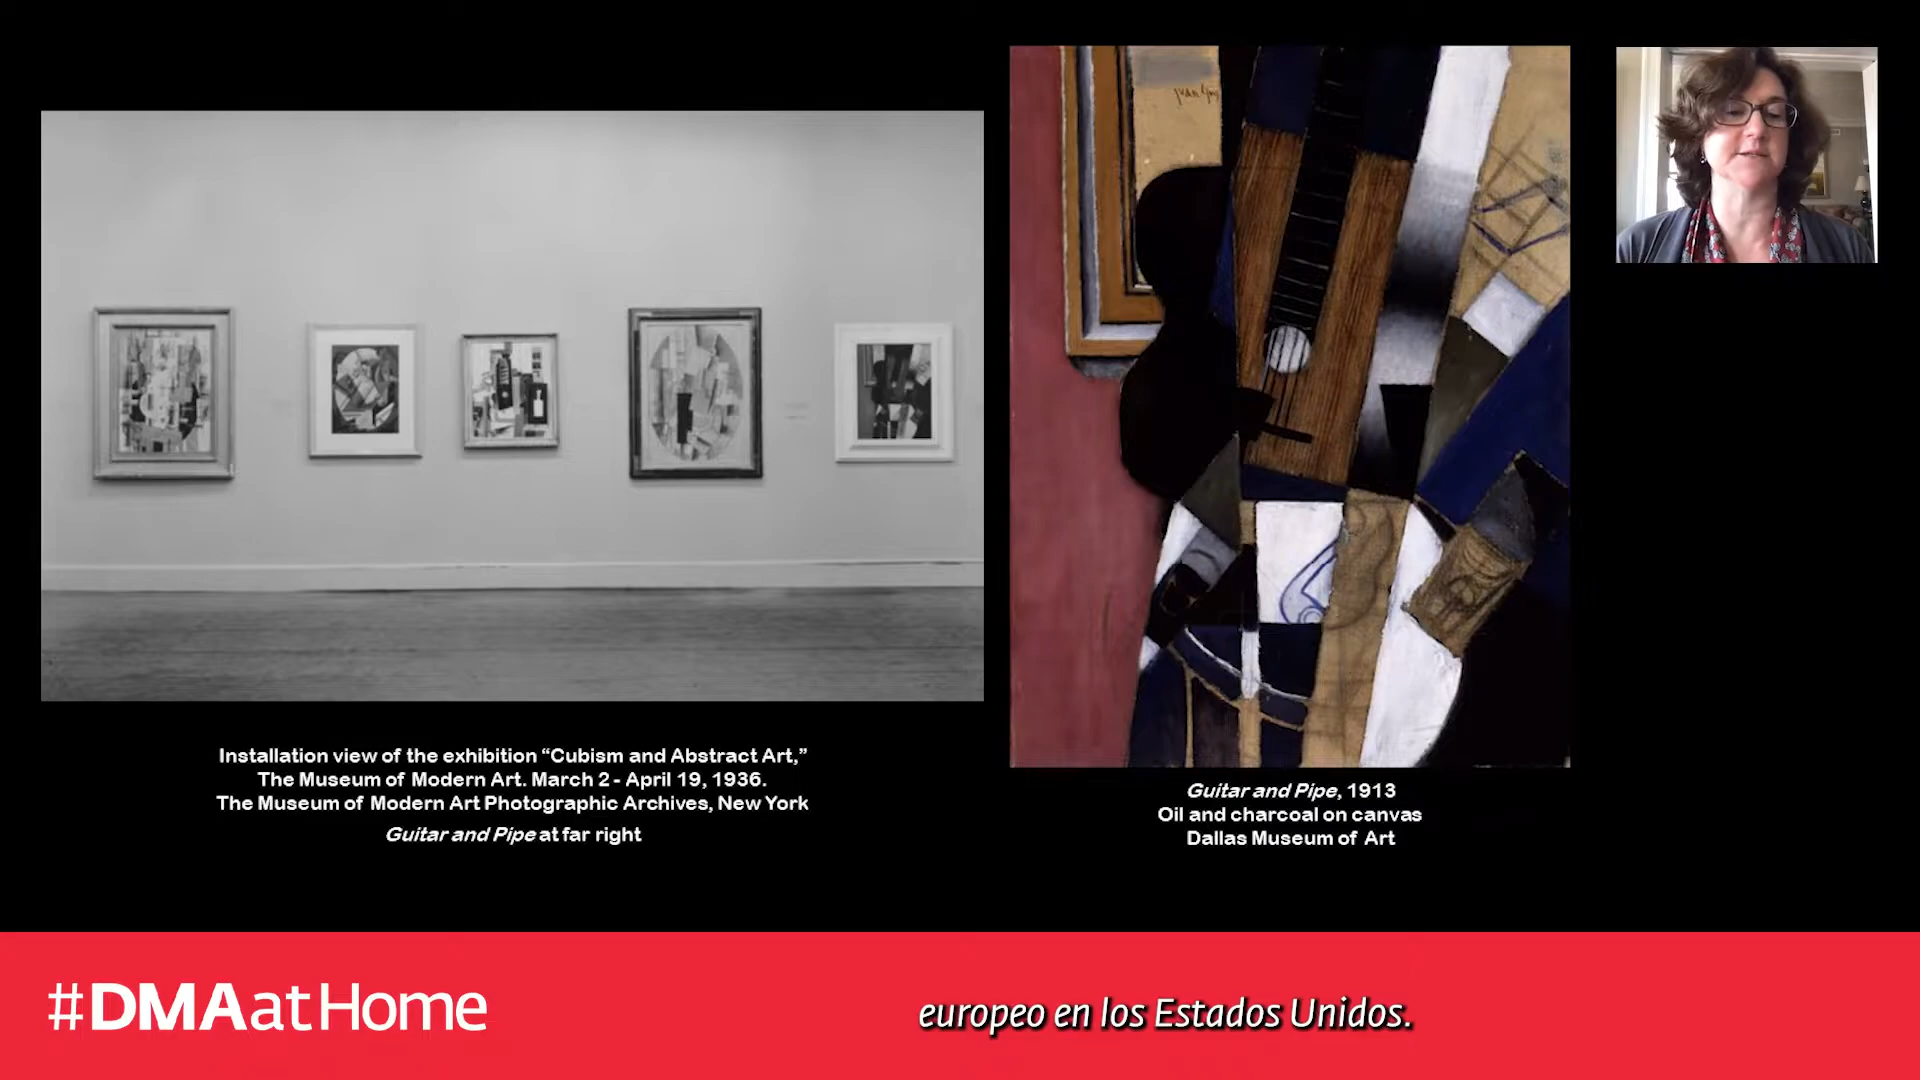 Juan Gris
Installation view of the exhibition “Cubism and Abstract Art,”
The Museum of Modern Art. March 2 - April 19, 1936.
The Museum of Modern Art Photographic Archives, New York
Guitar and Pipe at far right
Guitar and Pipe, 1913
Oil and charcoal on canvas
Dallas Museum of Art
#DMAatHome
europeo en los Estados Unidos.